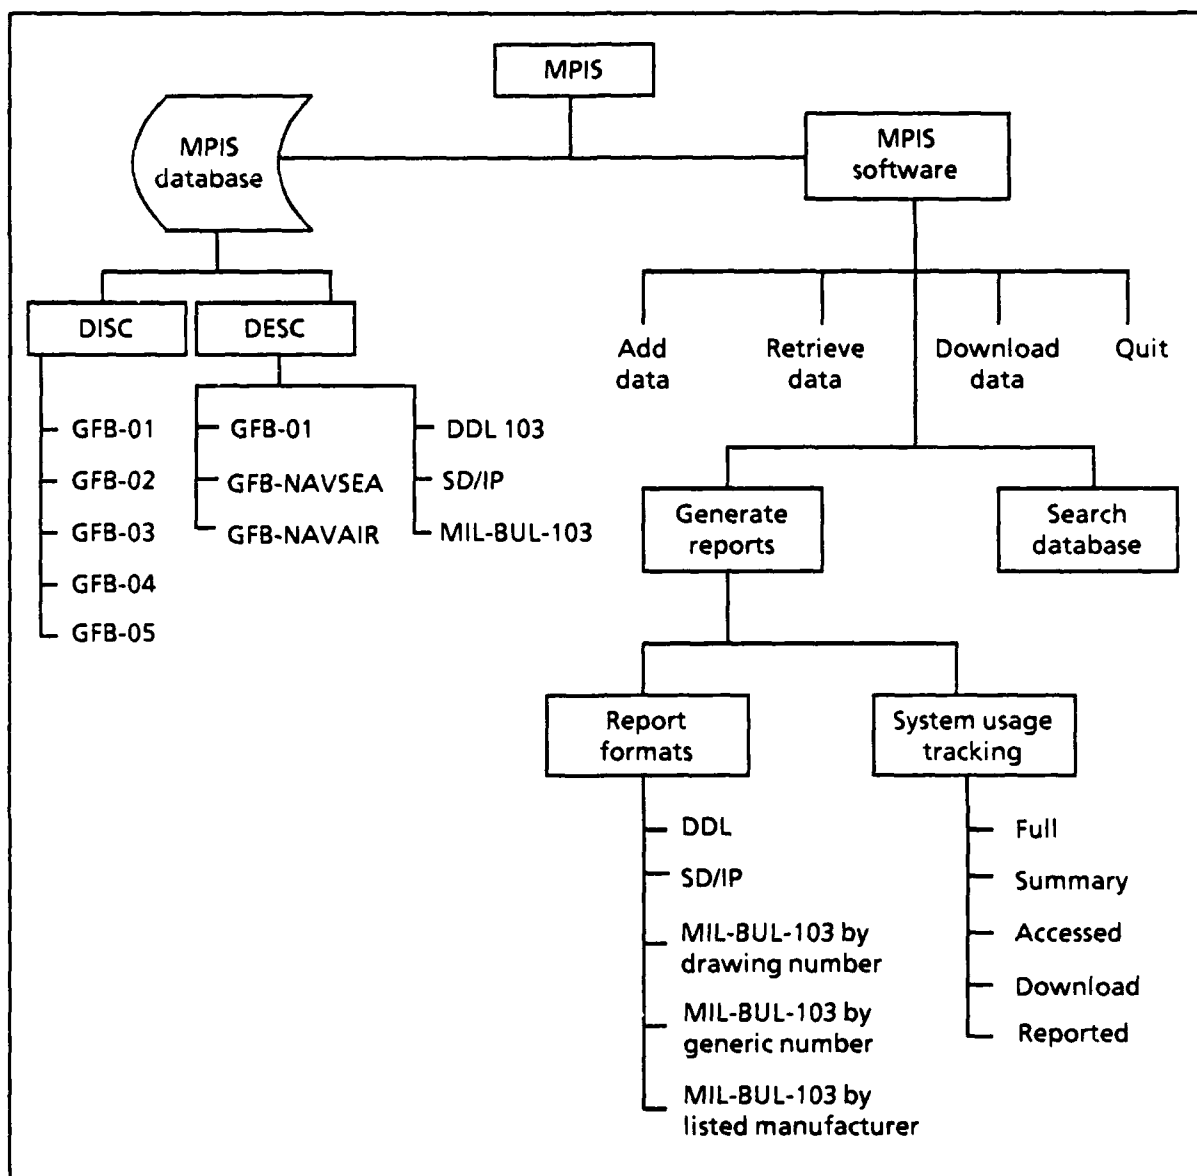 MPIS
MPIS
database
MPIS
software
DISC
DESC
GFB-01
GFB-02
GFB-03
GFB-04
GFB-05
GFB-01
GFB-NAVSEA
GFB-NAVAIR
DDL 103
SD/IP
MIL-BUL-103
Add
data
Retrieve
data
Download
data
Quit
Generate
reports
Search
database
Report
formats
System usage
tracking
DDL
SD/IP
MIL-BUL-103 by
drawing number
MIL-BUL-103 by
generic number
MIL-BUL-103 by
listed manufacturer
Full
Summary
Accessed
Download
Reported